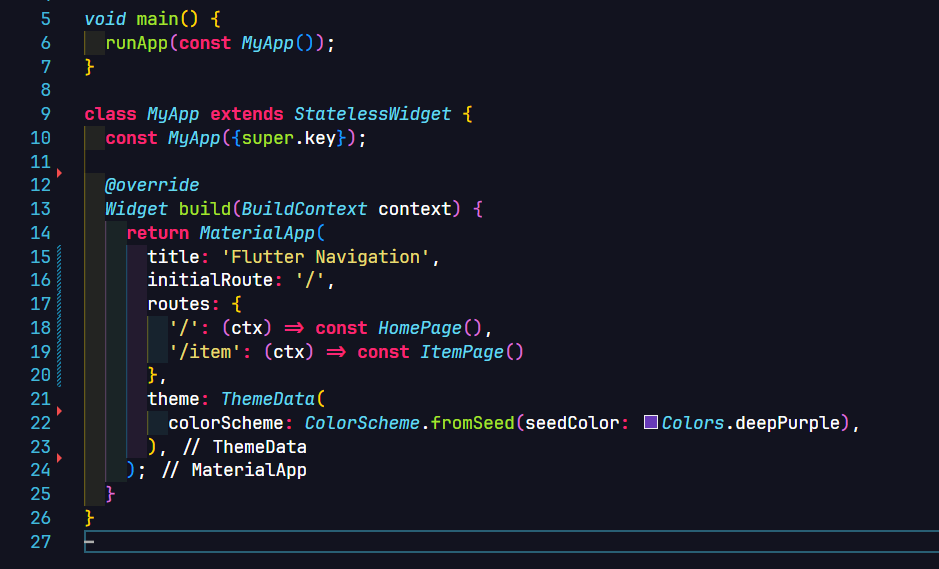 5 void main() {
6   runApp(const MyApp());
7 }
8
9 class MyApp extends StatelessWidget {
10   const MyApp({super.key});
11
12   @override
13   Widget build(BuildContext context) {
14     return MaterialApp(
15       title: 'Flutter Navigation',
16       initialRoute: '/',
17       routes: {
18         '/': (ctx) => const HomePage(),
19         '/item': (ctx) => const ItemPage()
20       },
21       theme: ThemeData(
22         colorScheme: ColorScheme.fromSeed(seedColor: Colors.deepPurple),
23       ), // ThemeData
24     ); // MaterialApp
25   }
26 }
27